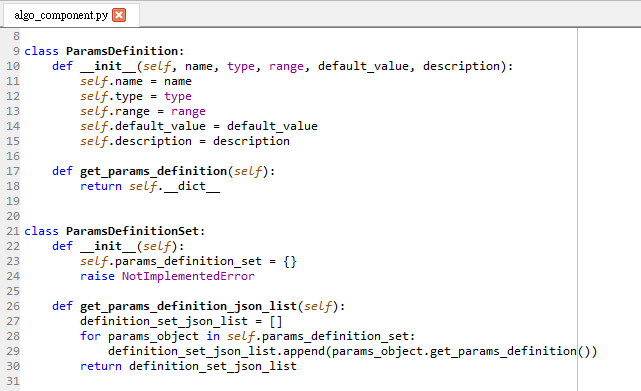 algo_component.py
8
9 class ParamsDefinition:
10     def __init__(self, name, type, range, default_value, description):
11         self.name = name
12         self.type = type
13         self.range = range
14         self.default_value = default_value
15         self.description = description
16
17     def get_params_definition(self):
18         return self.__dict__
19
20
21 class ParamsDefinitionSet:
22     def __init__(self):
23         self.params_definition_set = {}
24         raise NotImplementedError
25
26     def get_params_definition_json_list(self):
27         definition_set_json_list = []
28         for params_object in self.params_definition_set:
29             definition_set_json_list.append(params_object.get_params_definition())
30         return definition_set_json_list
31